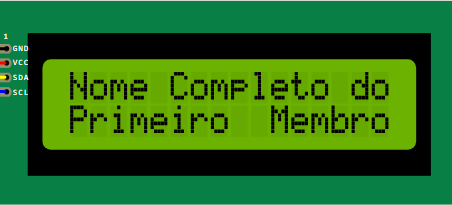 1
GND
VCC
SDA
SCL
Nome Completo do
Primeiro Membro